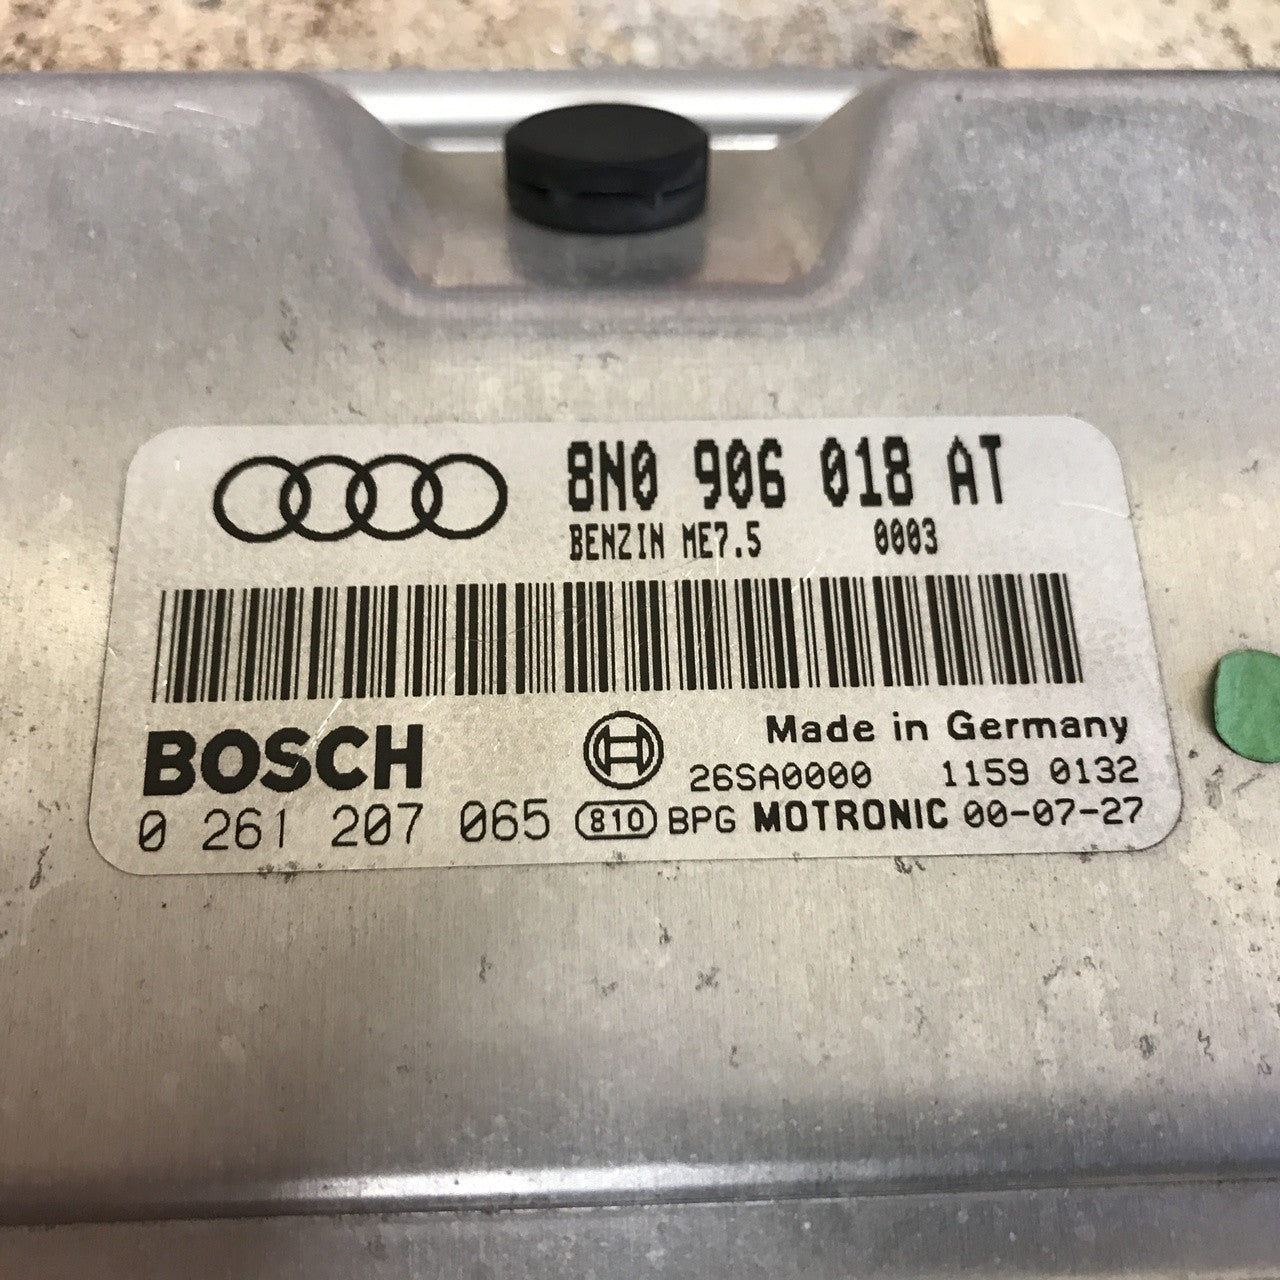 8N0 906 018 AT
BENZIN ME7.5 0003
BOSCH
Made in Germany
26SA0000 1159 0132
0 261 207 065 810 BPG MOTRONIC 00-07-27